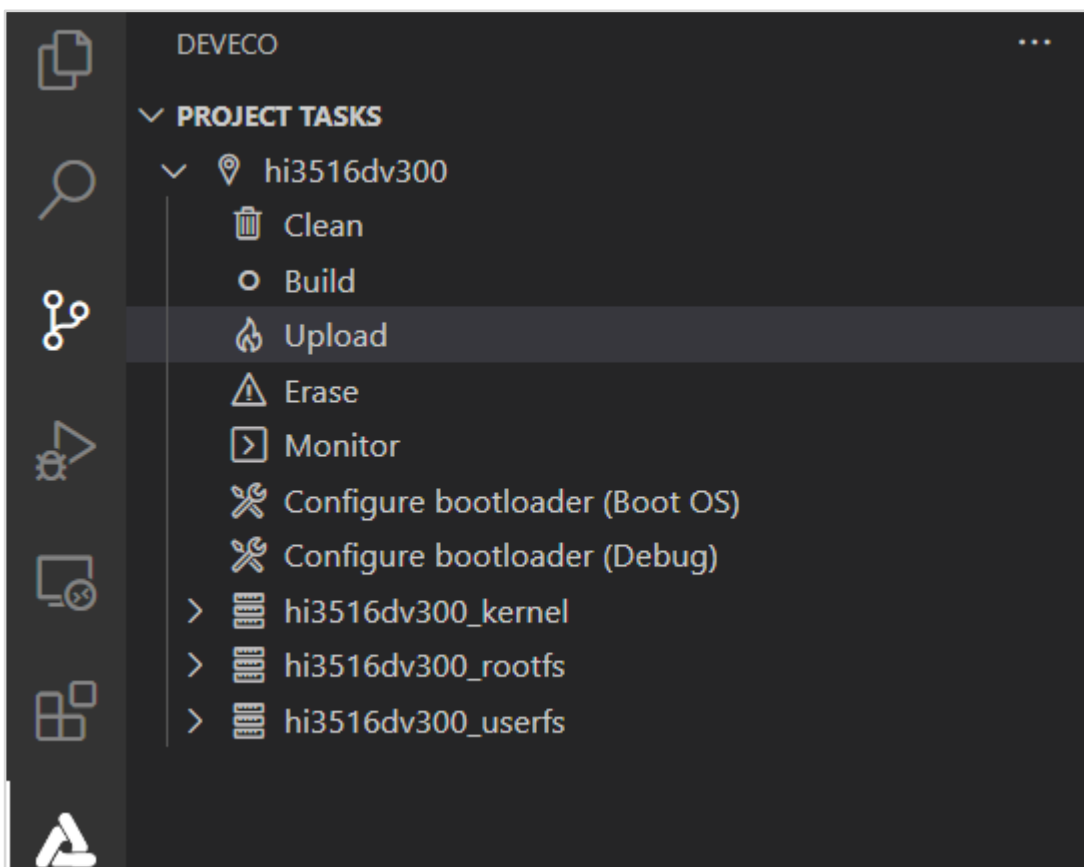 DEVECO
PROJECT TASKS
hi3516dv300
Clean
Build
Upload
Erase
Monitor
Configure bootloader (Boot OS)
Configure bootloader (Debug)
hi3516dv300_kernel
hi3516dv300_rootfs
hi3516dv300_userfs